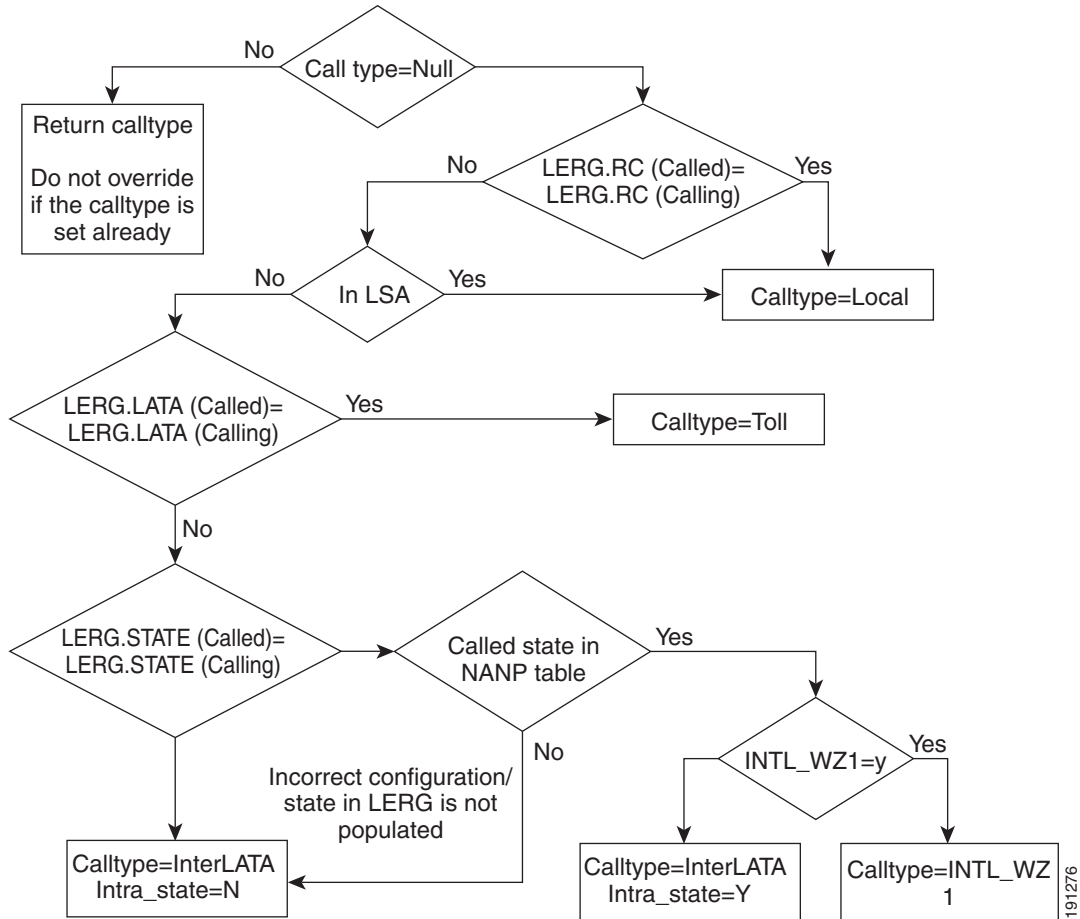 No
Call type=Null
Return calltype
Do not override
if the calltype is
set already
No
LERG.RC (Called)=
LERG.RC (Calling)
Yes
No
In LSA
Yes
Calltype=Local
LERG.LATA (Called)=
LERG.LATA (Calling)
Yes
Calltype=Toll
No
LERG.STATE (Called)=
LERG.STATE (Calling)
Called state in
NANP table
Yes
No
INTL_WZ1=y
Yes
Incorrect configuration/
state in LERG is not
populated
Calltype=InterLATA
Intra_state=N
Calltype=InterLATA
Intra_state=Y
Calltype=INTL_WZ
1
191276